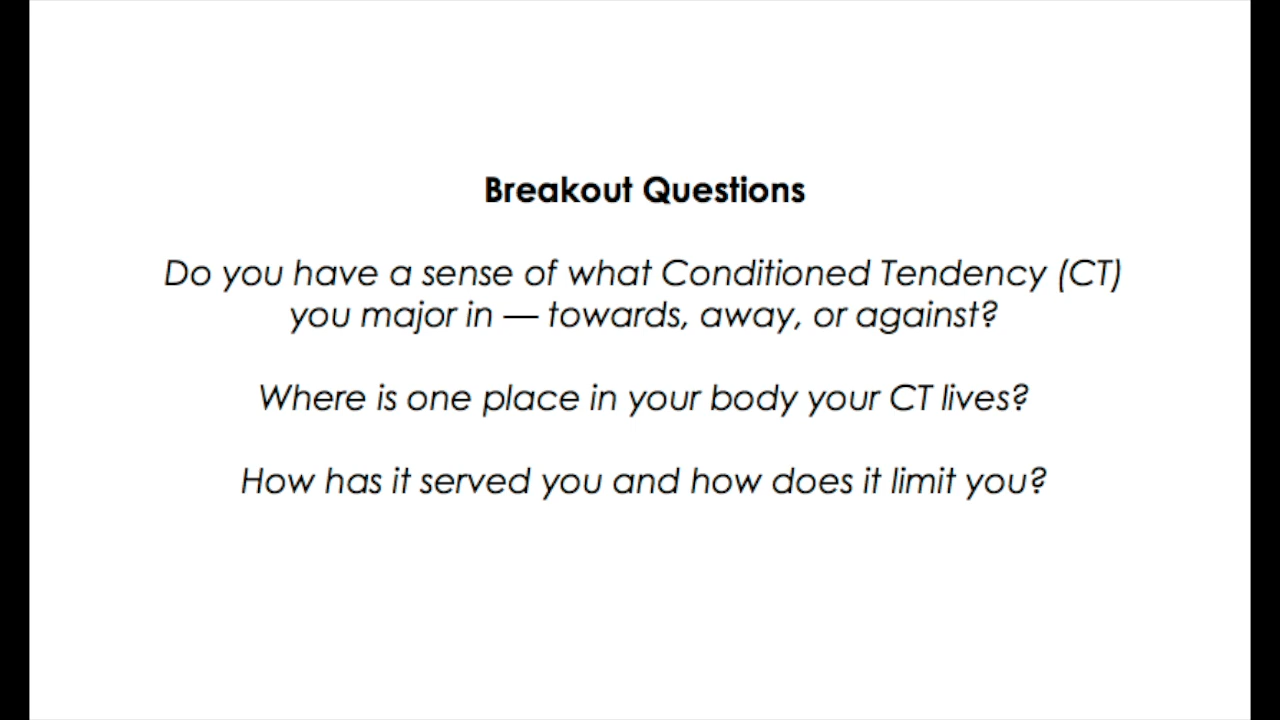 Breakout Questions
Do you have a sense of what Conditioned Tendency (CT)
you major in — towards, away, or against?
Where is one place in your body your CT lives?
How has it served you and how does it limit you?